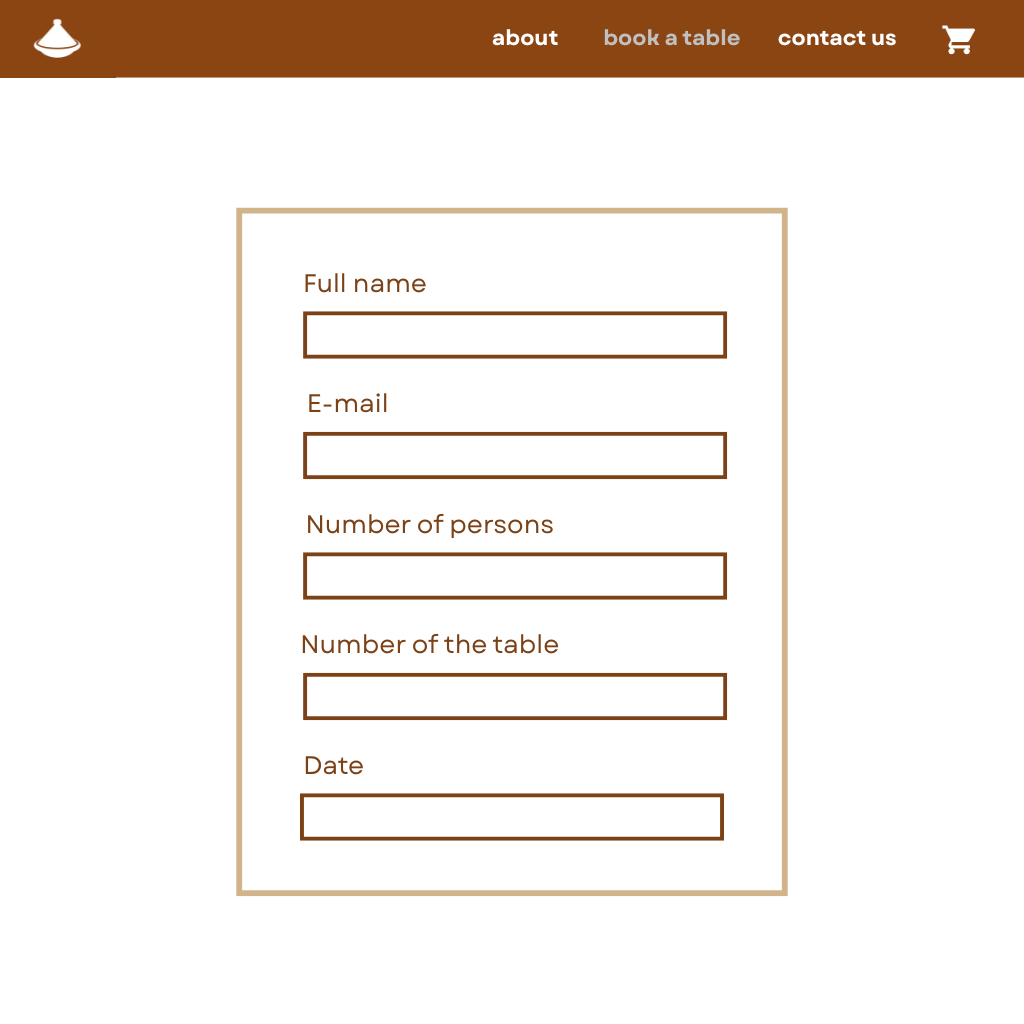 about book a table contact us
Full name
E-mail
Number of persons
Number of the table
Date